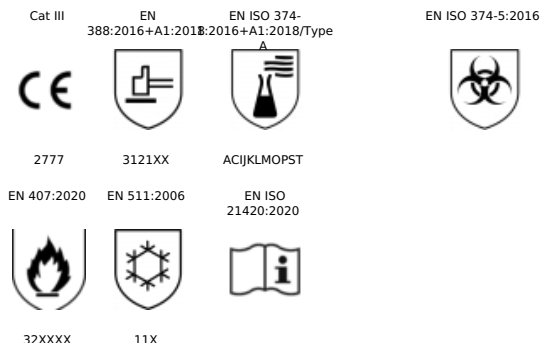 Cat III
EN
388:2016+A1:2018
EN ISO 374-
1:2016+A1:2018/Type
A
EN ISO 374-5:2016
CE
2777
3121XX
ACIJKLMOPST
EN 407:2020
EN 511:2006
EN ISO
21420:2020
i
32XXXX
11X